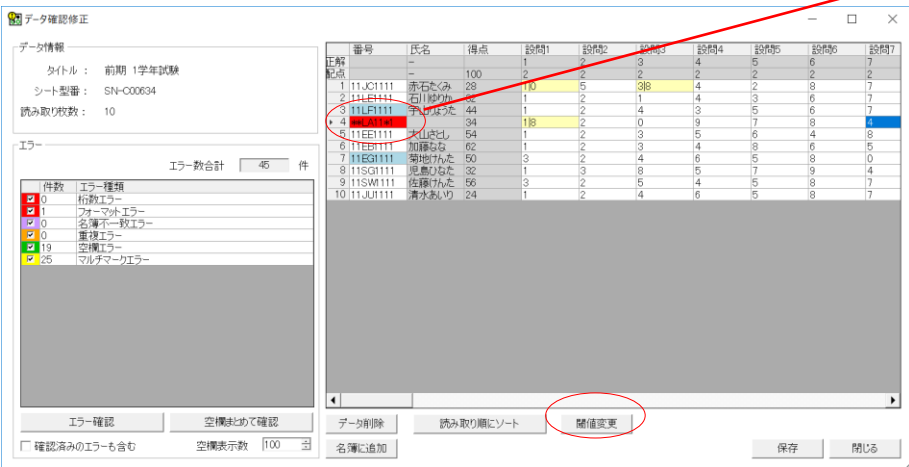 データ確認修正
データ情報
タイトル : 前期 1学年試験
シート型番 : SN-C00634
読み取り枚数 : 10
エラー
エラー数合計 45 件
件数 エラー種類
0 桁数エラー
1 フォーマットエラー
0 名簿不一致エラー
0 重複エラー
19 空欄エラー
25 マルチマークエラー
エラー確認 空欄まとめて確認
確認済みのエラーも含む 空欄表示数 100
番号 氏名 得点 設問1 設問2 設問3 設問4 設問5 設問6 設問7
正解 - 1 2 3 4 5 6 7
配点 - 100 2 2 2 2 2 2 2
1 11JC1111 赤石たくみ 28 1|0 5 3|8 4 2 8 7
2 11LE1111 石川ゆりか 32 1 2 1 4 3 6 7
3 11LF1111 宇山りょうた 44 1 2 4 3 5 6 7
4 **LA11** 34 1|8 2 0 9 7 8 4
5 11EE1111 大山さとし 54 1 2 3 5 6 4 8
6 11EB1111 加藤なな 62 1 2 3 4 8 6 5
7 11EG1111 菊地けんた 50 3 2 4 6 5 8 0
8 11SG1111 児島ひなた 32 1 3 8 5 7 9 4
9 11SW1111 佐藤けんた 56 3 2 5 4 5 8 7
10 11JU1111 清水あいり 24 1 2 4 6 5 8 7
データ削除 読み取り順にソート 閾値変更
名簿に追加 保存 閉じる